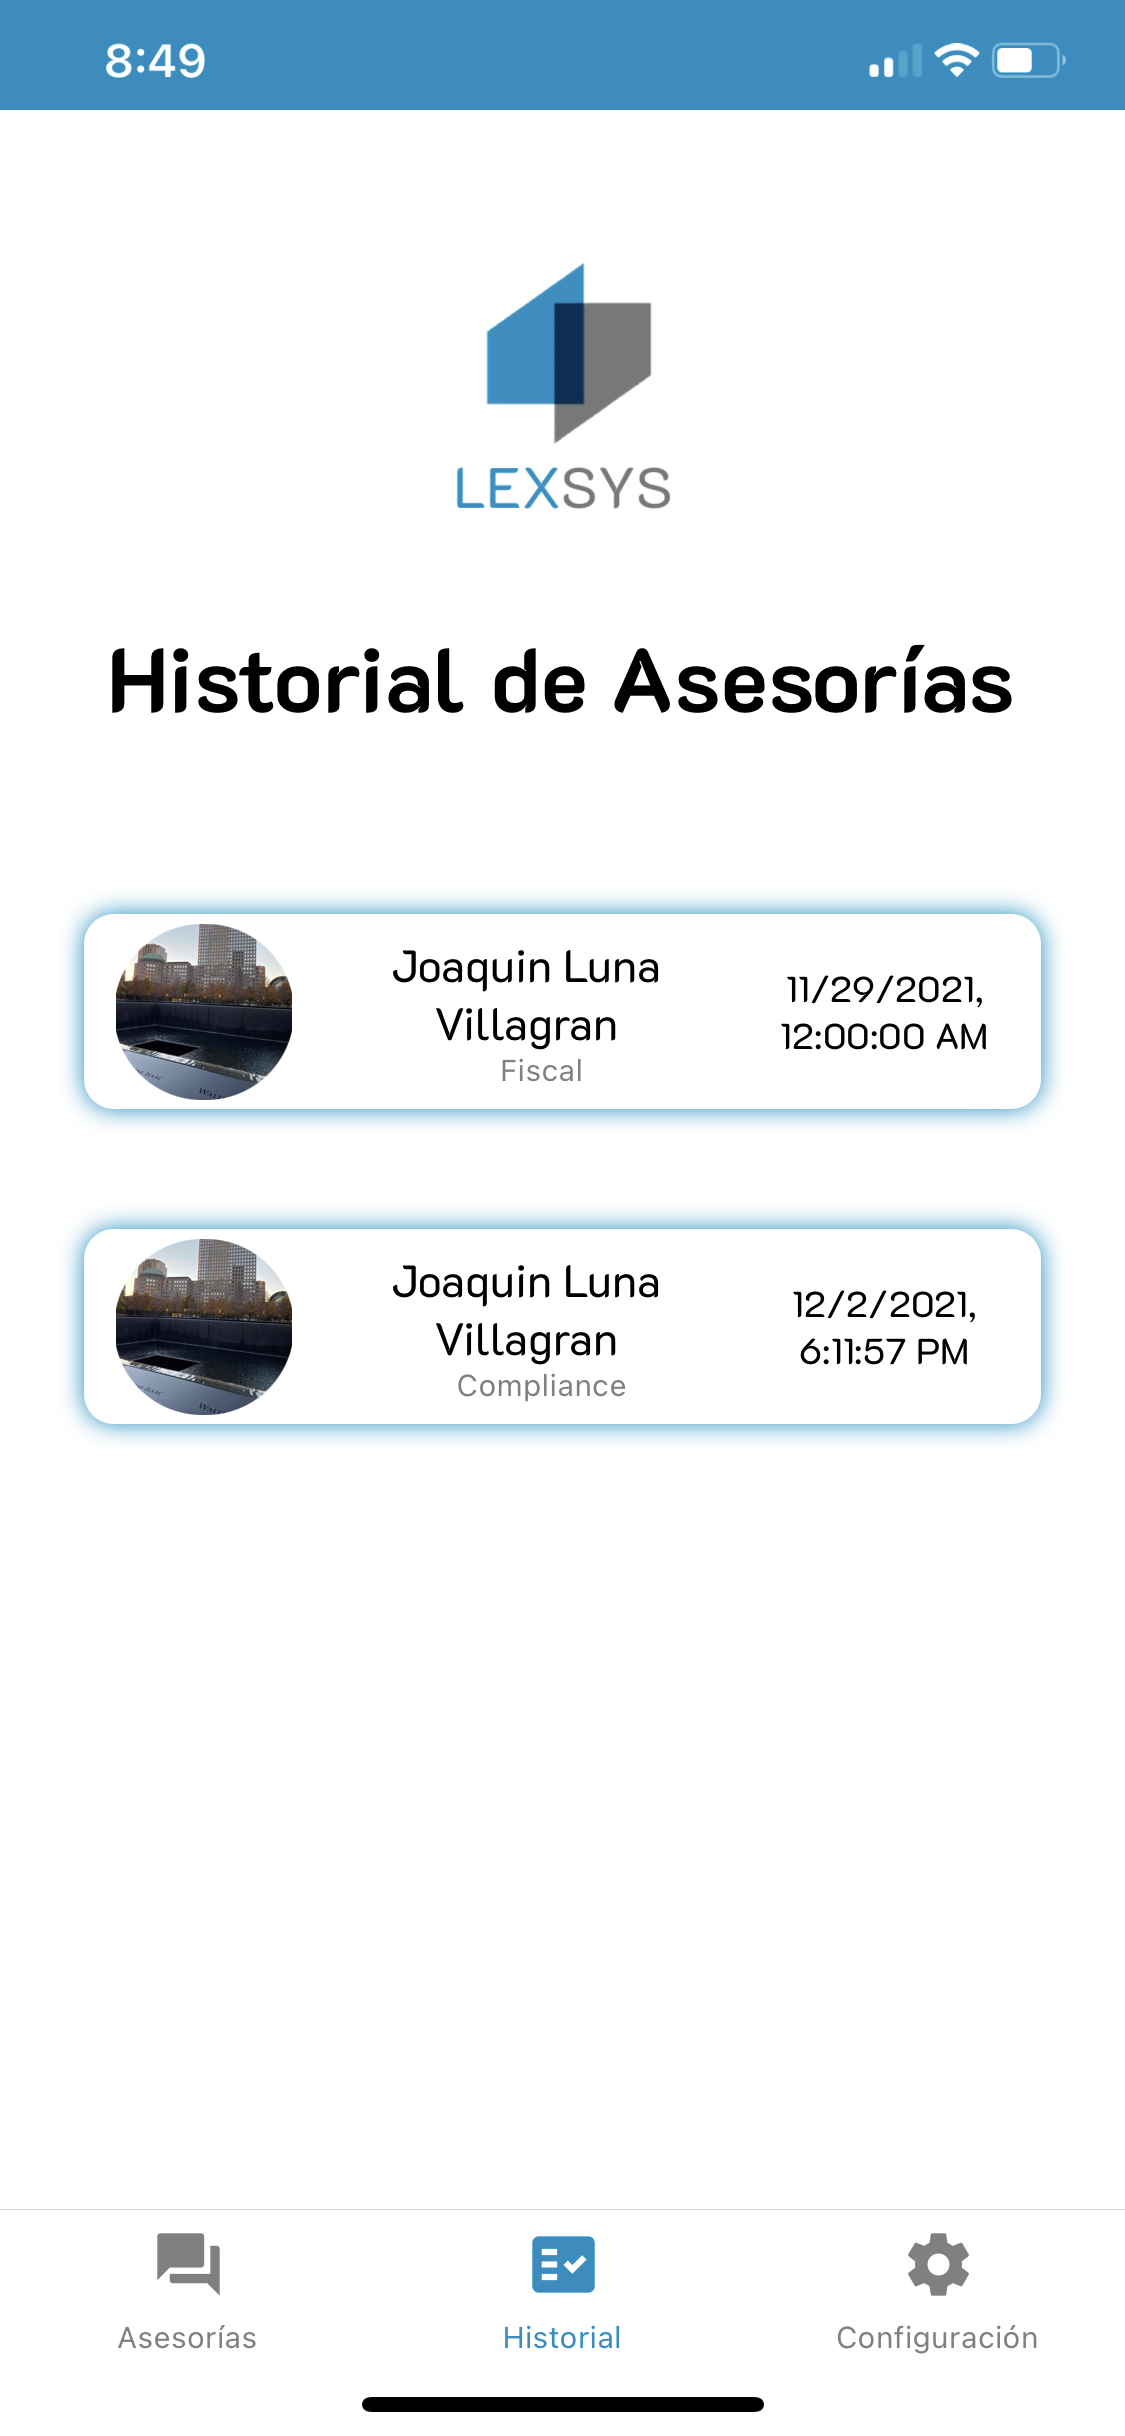 8:49
LEXSYS
Historial de Asesorías
Joaquin Luna
Villagran
Fiscal
11/29/2021,
12:00:00 AM
Joaquin Luna
Villagran
Compliance
12/2/2021,
6:11:57 PM
Asesorías
Historial
Configuración